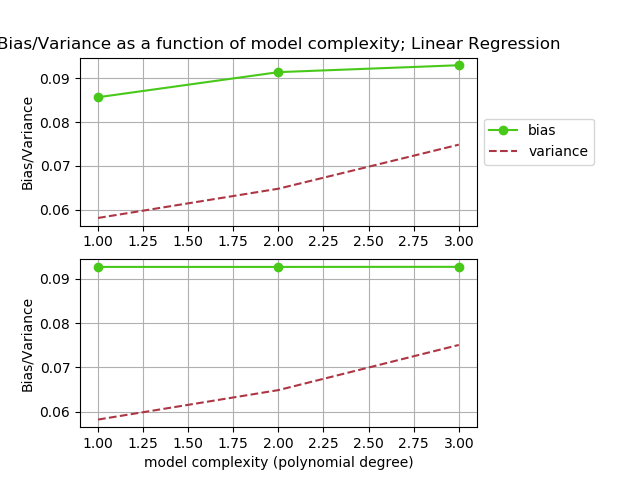 Bias/Variance as a function of model complexity; Linear Regression
0.09
0.08
0.07
0.06
Bias/Variance
1.00 1.25 1.50 1.75 2.00 2.25 2.50 2.75 3.00
bias
variance
0.09
0.08
0.07
0.06
Bias/Variance
1.00 1.25 1.50 1.75 2.00 2.25 2.50 2.75 3.00
model complexity (polynomial degree)